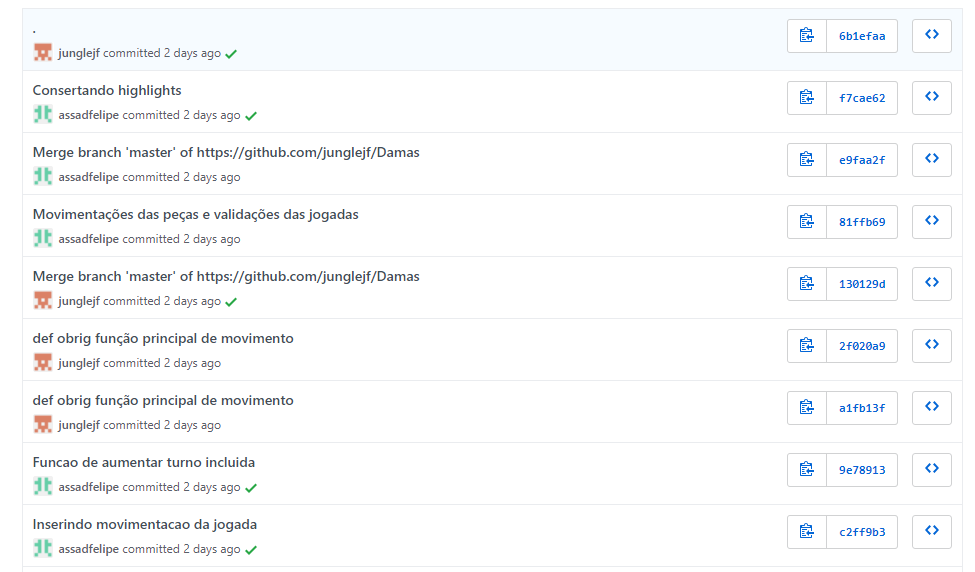 .
junglejf committed 2 days ago
6b1efaa
Consertando highlights
assadfelipe committed 2 days ago
f7cae62
Merge branch 'master' of https://github.com/junglejf/Damas
assadfelipe committed 2 days ago
e9faa2f
Movimentações das peças e validações das jogadas
assadfelipe committed 2 days ago
81ffb69
Merge branch 'master' of https://github.com/junglejf/Damas
junglejf committed 2 days ago
130129d
def obrig função principal de movimento
junglejf committed 2 days ago
2f020a9
def obrig função principal de movimento
junglejf committed 2 days ago
a1fb13f
Funcao de aumentar turno incluida
assadfelipe committed 2 days ago
9e78913
Inserindo movimentacao da jogada
assadfelipe committed 2 days ago
c2ff9b3